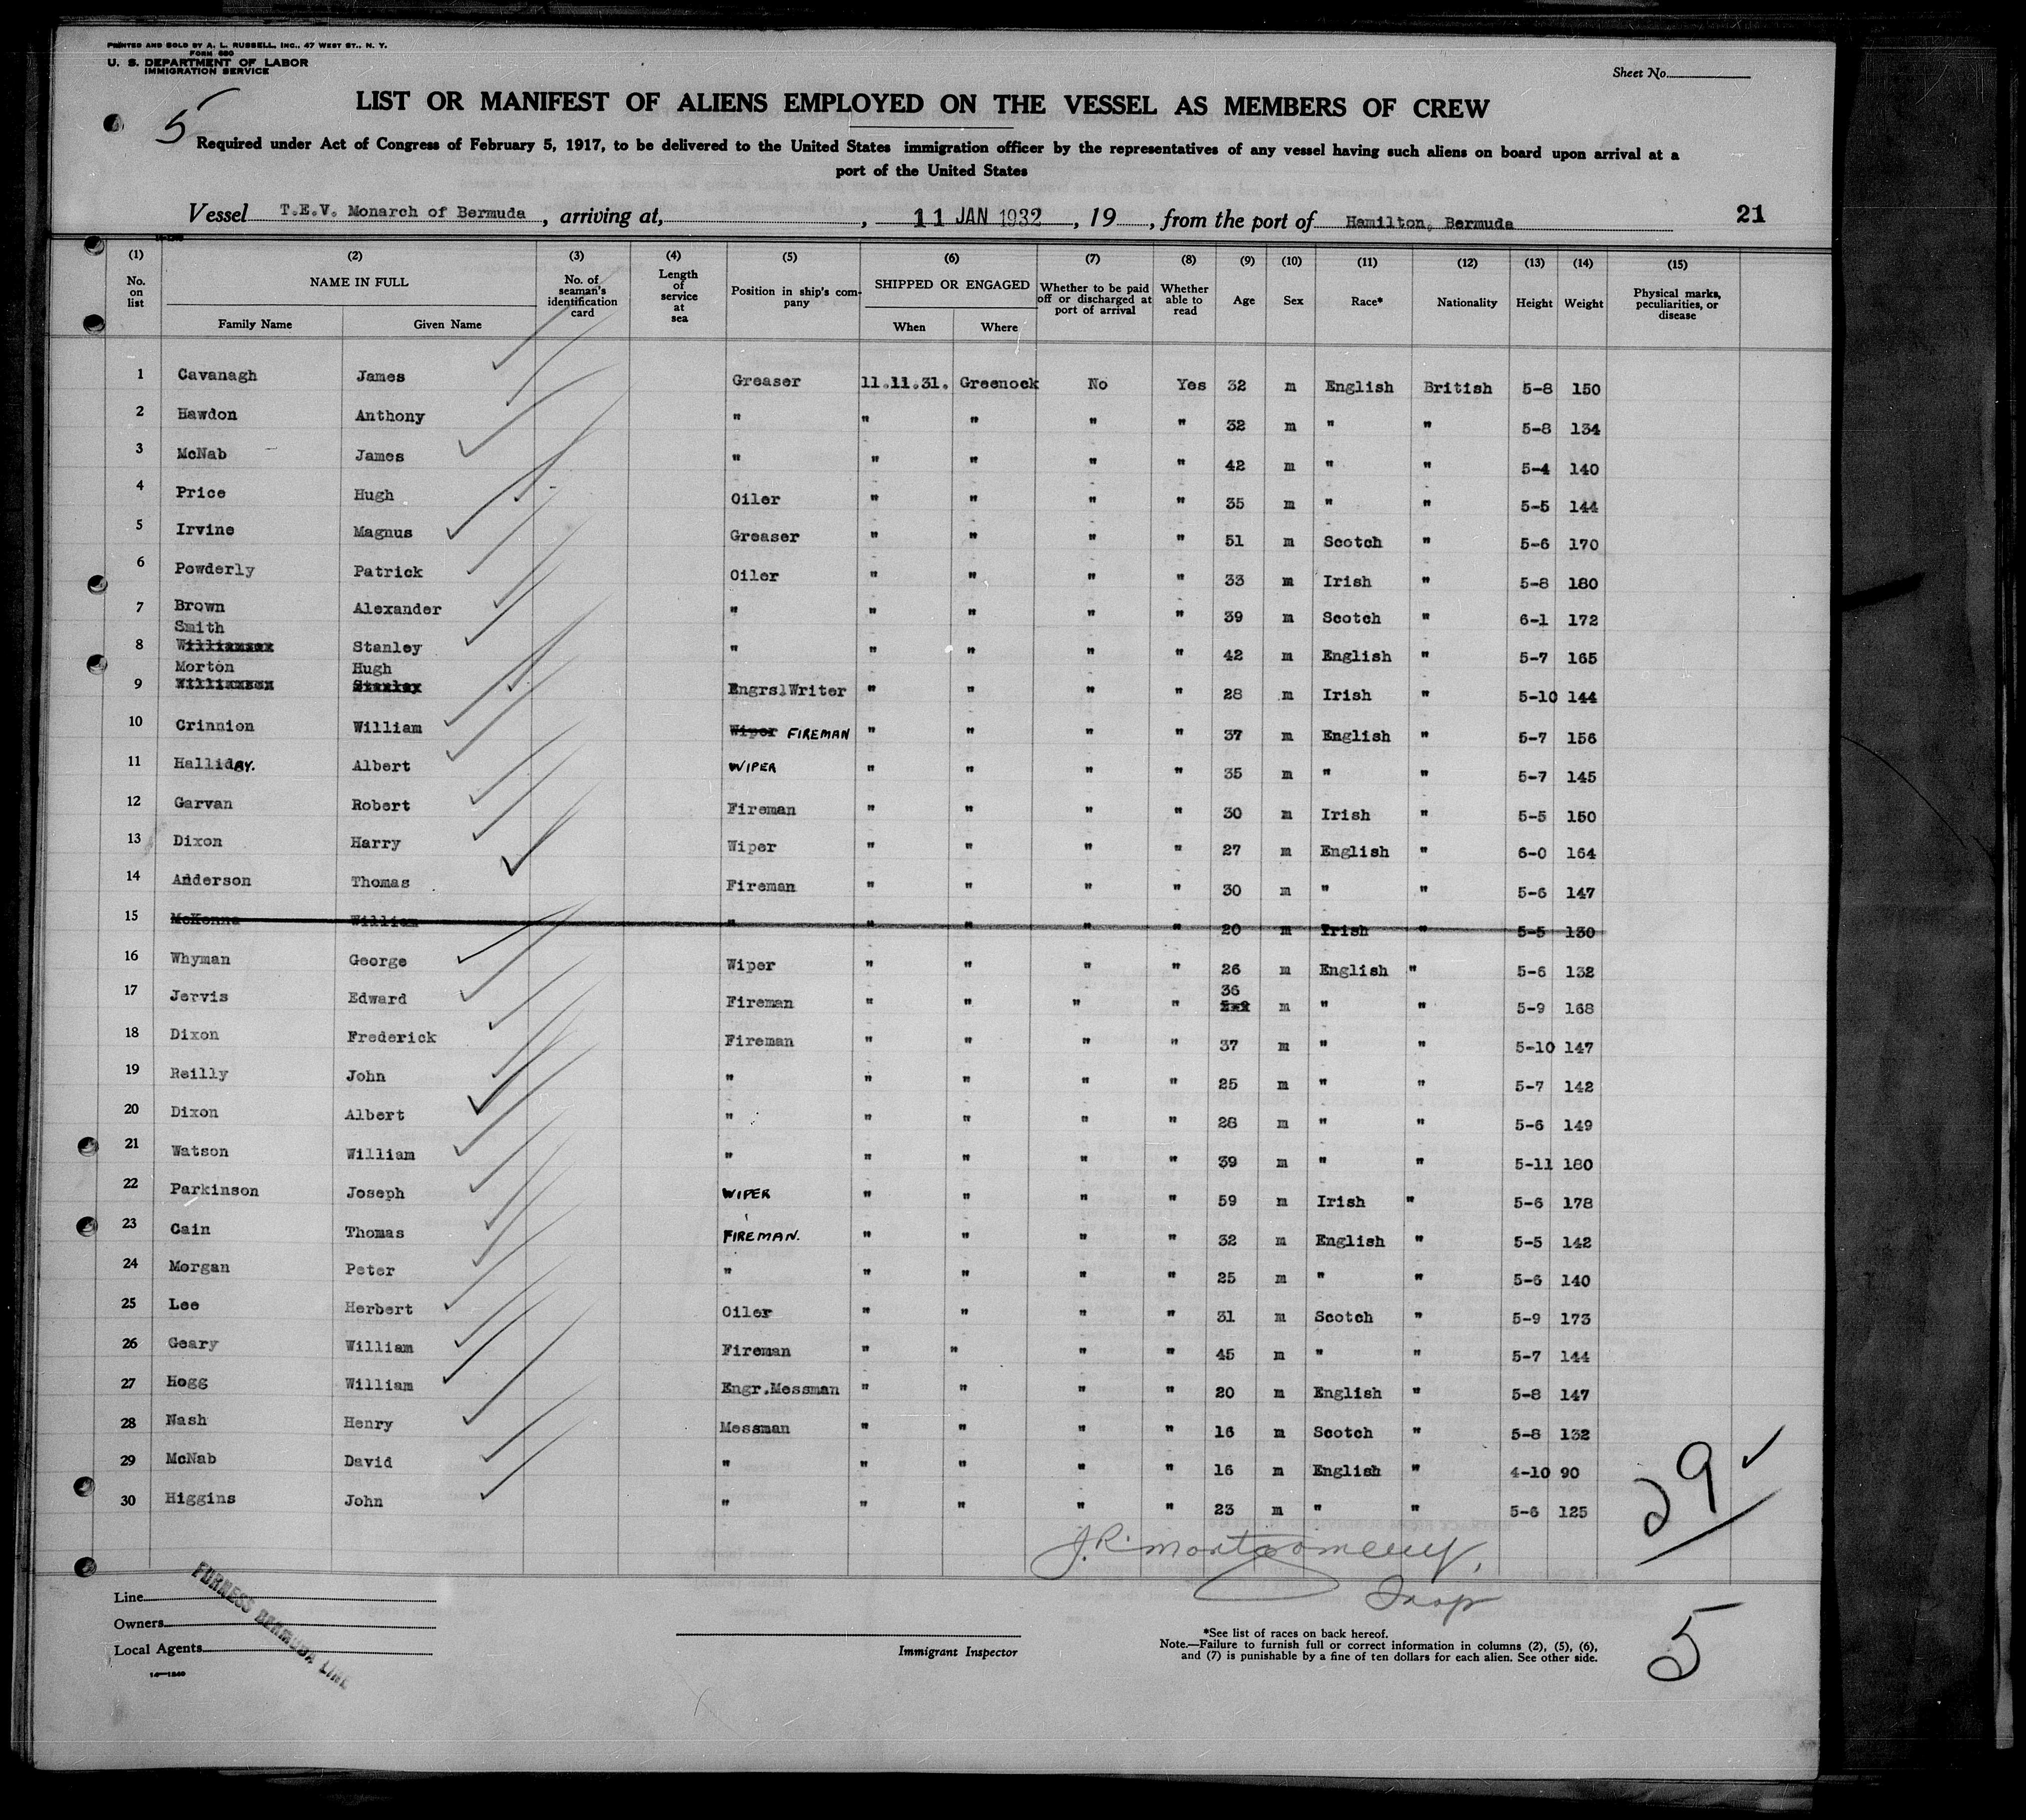 PRINTED AND SOLD BY A. L. RUSSELL, INC., 47 WEST ST., N. Y.
FORM 680
U. S. DEPARTMENT OF LABOR
IMMIGRATION SERVICE
Sheet No.
5
LIST OR MANIFEST OF ALIENS EMPLOYED ON THE VESSEL AS MEMBERS OF CREW
Required under Act of Congress of February 5, 1917, to be delivered to the United States immigration officer by the representatives of any vessel having such aliens on board upon arrival at a
port of the United States
Vessel T.E.V. Monarch of Bermuda, arriving at, , 11 JAN 1932, 19 , from the port of Hamilton, Bermuda 21
(1) No. on list (2) NAME IN FULL Family Name Given Name (3) No. of seaman's identification card (4) Length of service at sea (5) Position in ship's company (6) SHIPPED OR ENGAGED When Where (7) Whether to be paid off or discharged at port of arrival (8) Whether able to read (9) Age (10) Sex (11) Race* (12) Nationality (13) Height (14) Weight (15) Physical marks, peculiarities, or disease
1 Cavanagh James Greaser 11.11.31. Greenock No Yes 32 m English British 5-8 150
2 Hawdon Anthony " " " " " 32 m " " 5-8 134
3 McNab James " " " " " 42 m " " 5-4 140
4 Price Hugh Oiler " " " " 35 m " " 5-5 144
5 Irvine Magnus Greaser " " " " 51 m Scotch " 5-6 170
6 Powderly Patrick Oiler " " " " 33 m Irish " 5-8 180
7 Brown Alexander " " " " " 39 m Scotch " 6-1 172
Smith
8 Williamson Stanley " " " " " 42 m English " 5-7 165
Morton Hugh
9 Williamson Stanley Engrs.Writer " " " " 28 m Irish " 5-10 144
10 Crinnion William Wiper FIREMAN " " " " 37 m English " 5-7 156
11 Halliday. Albert WIPER " " " " 35 m " " 5-7 145
12 Garvan Robert Fireman " " " " 30 m Irish " 5-5 150
13 Dixon Harry Wiper " " " " 27 m English " 6-0 164
14 Anderson Thomas Fireman " " " " 30 m " " 5-6 147
15 McKenna William " " " " " 20 m Irish " 5-5 130
16 Whyman George Wiper " " " " 26 m English " 5-6 132
36
17 Jervis Edward Fireman " " " " m " " 5-9 168
18 Dixon Frederick Fireman " " " " 37 m " " 5-10 147
19 Reilly John " " " " " 25 m " " 5-7 142
20 Dixon Albert " " " " " 28 m " " 5-6 149
21 Watson William " " " " " 39 m " " 5-11 180
22 Parkinson Joseph WIPER " " " " 59 m Irish " 5-6 178
23 Cain Thomas FIREMAN. " " " " 32 m English " 5-5 142
24 Morgan Peter " " " " " 25 m " " 5-6 140
25 Lee Herbert Oiler " " " " 31 m Scotch " 5-9 173
26 Geary William Fireman " " " " 45 m " " 5-7 144
27 Hogg William Engr.Messman " " " " 20 m English " 5-8 147
28 Nash Henry Messman " " " " 16 m Scotch " 5-8 132
29 McNab David " " " " " 16 m English " 4-10 90
30 Higgins John " " " " " 23 m " " 5-6 125
29
J.R. Montgomery,
Insp
Line
Owners
Local Agents
FURNESS BERMUDA LINE
Immigrant Inspector
*See list of races on back hereof.
Note.—Failure to furnish full or correct information in columns (2), (5), (6),
and (7) is punishable by a fine of ten dollars for each alien. See other side.
5
14—1240